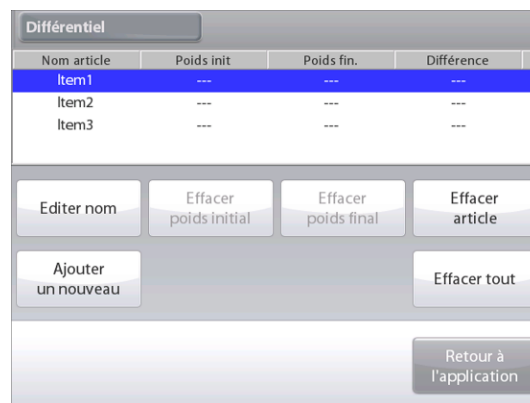 Différentiel
Nom article Poids init Poids fin. Différence
Item1 --- --- ---
Item2 --- --- ---
Item3 --- --- ---
Editer nom
Effacer
poids initial
Effacer
poids final
Effacer
article
Ajouter
un nouveau
Effacer tout
Retour à
l'application